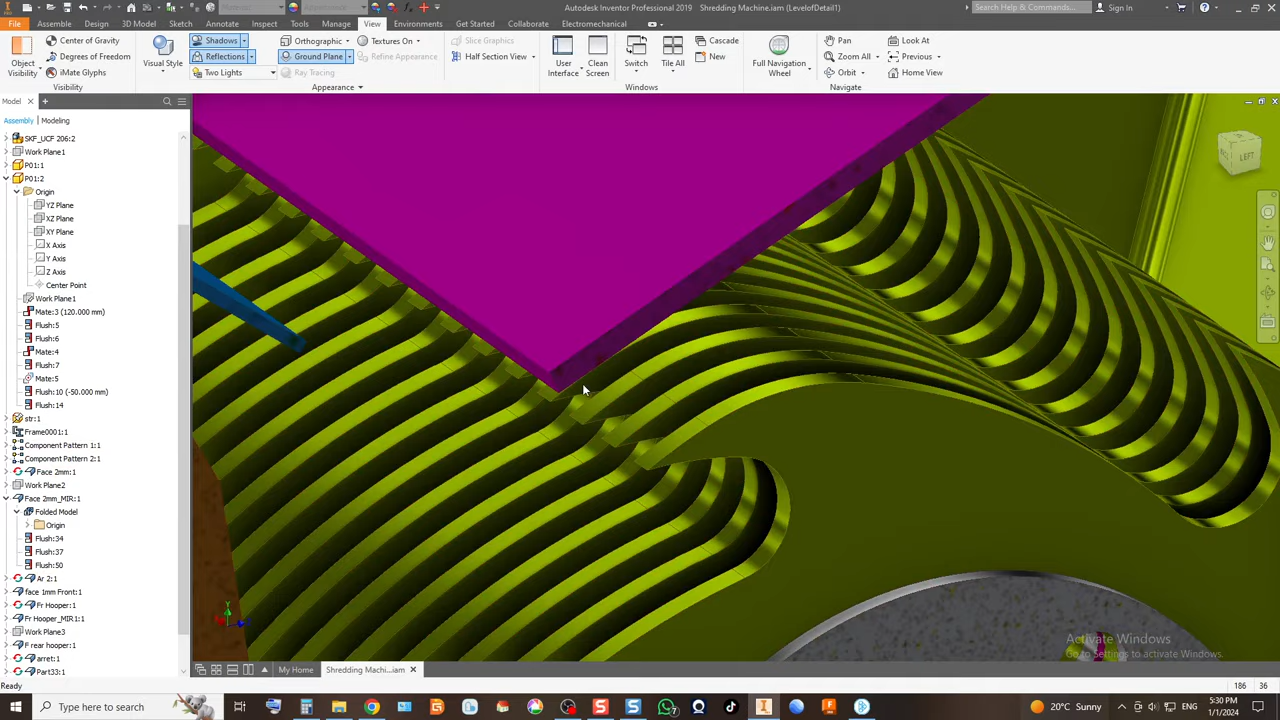 Autodesk Inventor Professional 2019   Shredding Machine.iam (LevelofDetail1)
Search Help & Commands...
Sign In
File
Assemble
Design
3D Model
Sketch
Annotate
Inspect
Tools
Manage
View
Environments
Get Started
Collaborate
Electromechanical
Object Visibility
Center of Gravity
Degrees of Freedom
iMate Glyphs
Visibility
Visual Style
Shadows
Reflections
Two Lights
Orthographic
Ground Plane
Ray Tracing
Textures On
Refine Appearance
Appearance
Slice Graphics
Half Section View
User Interface
Clean Screen
Switch
Tile All
Cascade
New
Windows
Full Navigation Wheel
Pan
Zoom All
Orbit
Look At
Previous
Home View
Navigate
Model
Assembly
Modeling
SKF_UCF 206:2
Work Plane1
P01:1
P01:2
Origin
YZ Plane
XZ Plane
XY Plane
X Axis
Y Axis
Z Axis
Center Point
Work Plane1
Mate:3 (120.000 mm)
Flush:5
Flush:6
Mate:4
Flush:7
Mate:5
Flush:10 (-50.000 mm)
Flush:14
str:1
Frame0001:1
Component Pattern 1:1
Component Pattern 2:1
Face 2mm:1
Work Plane2
Face 2mm_MIR:1
Folded Model
Origin
Flush:34
Flush:37
Flush:50
Ar 2:1
face 1mm Front:1
Fr Hooper:1
Fr Hooper_MIR1:1
Work Plane3
F rear hooper:1
arret:1
Part33:1
LEFT
Y
Activate Windows
Go to Settings to activate Windows.
My Home
Shredding Machi...iam
Ready
186
36
Type here to search
20°C Sunny
ENG
5:30 PM
1/1/2024